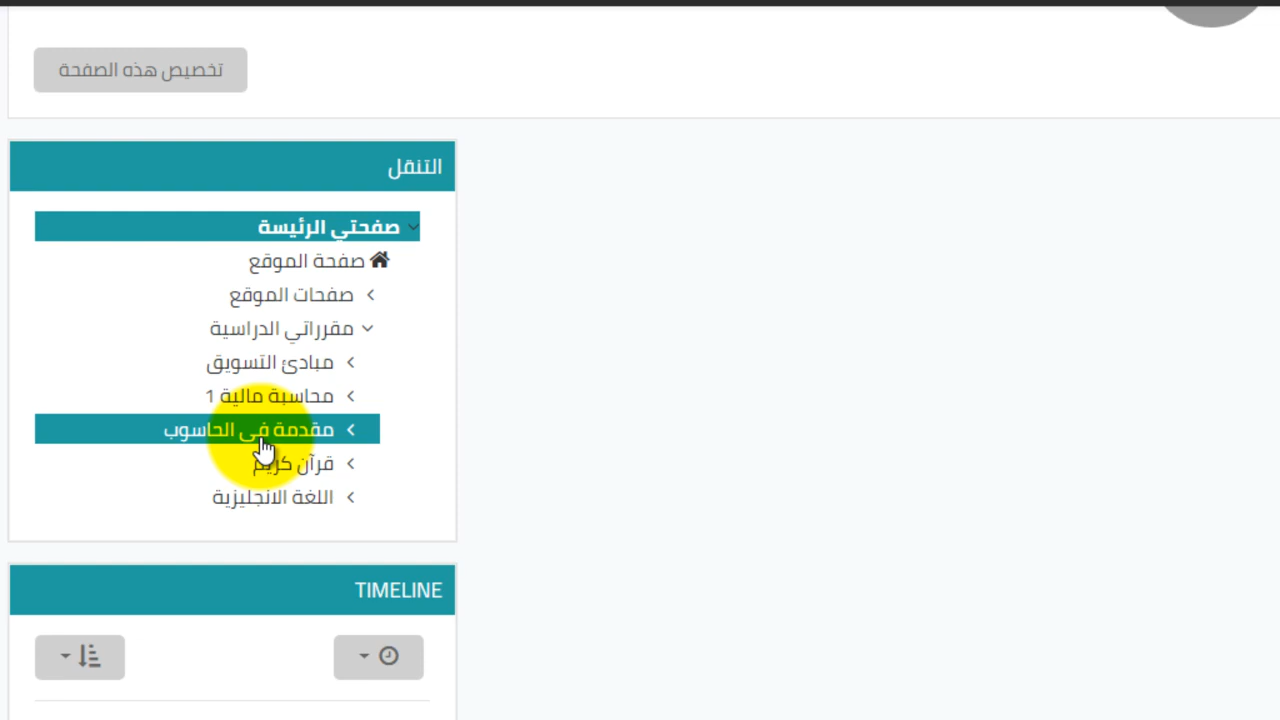 تخصيص هذه الصفحة
التنقل
صفحتي الرئيسة
صفحة الموقع
صفحات الموقع
مقرراتي الدراسية
مبادئ التسويق
محاسبة مالية 1
مقدمة في الحاسوب
قرآن كريم
اللغة الانجليزية
TIMELINE